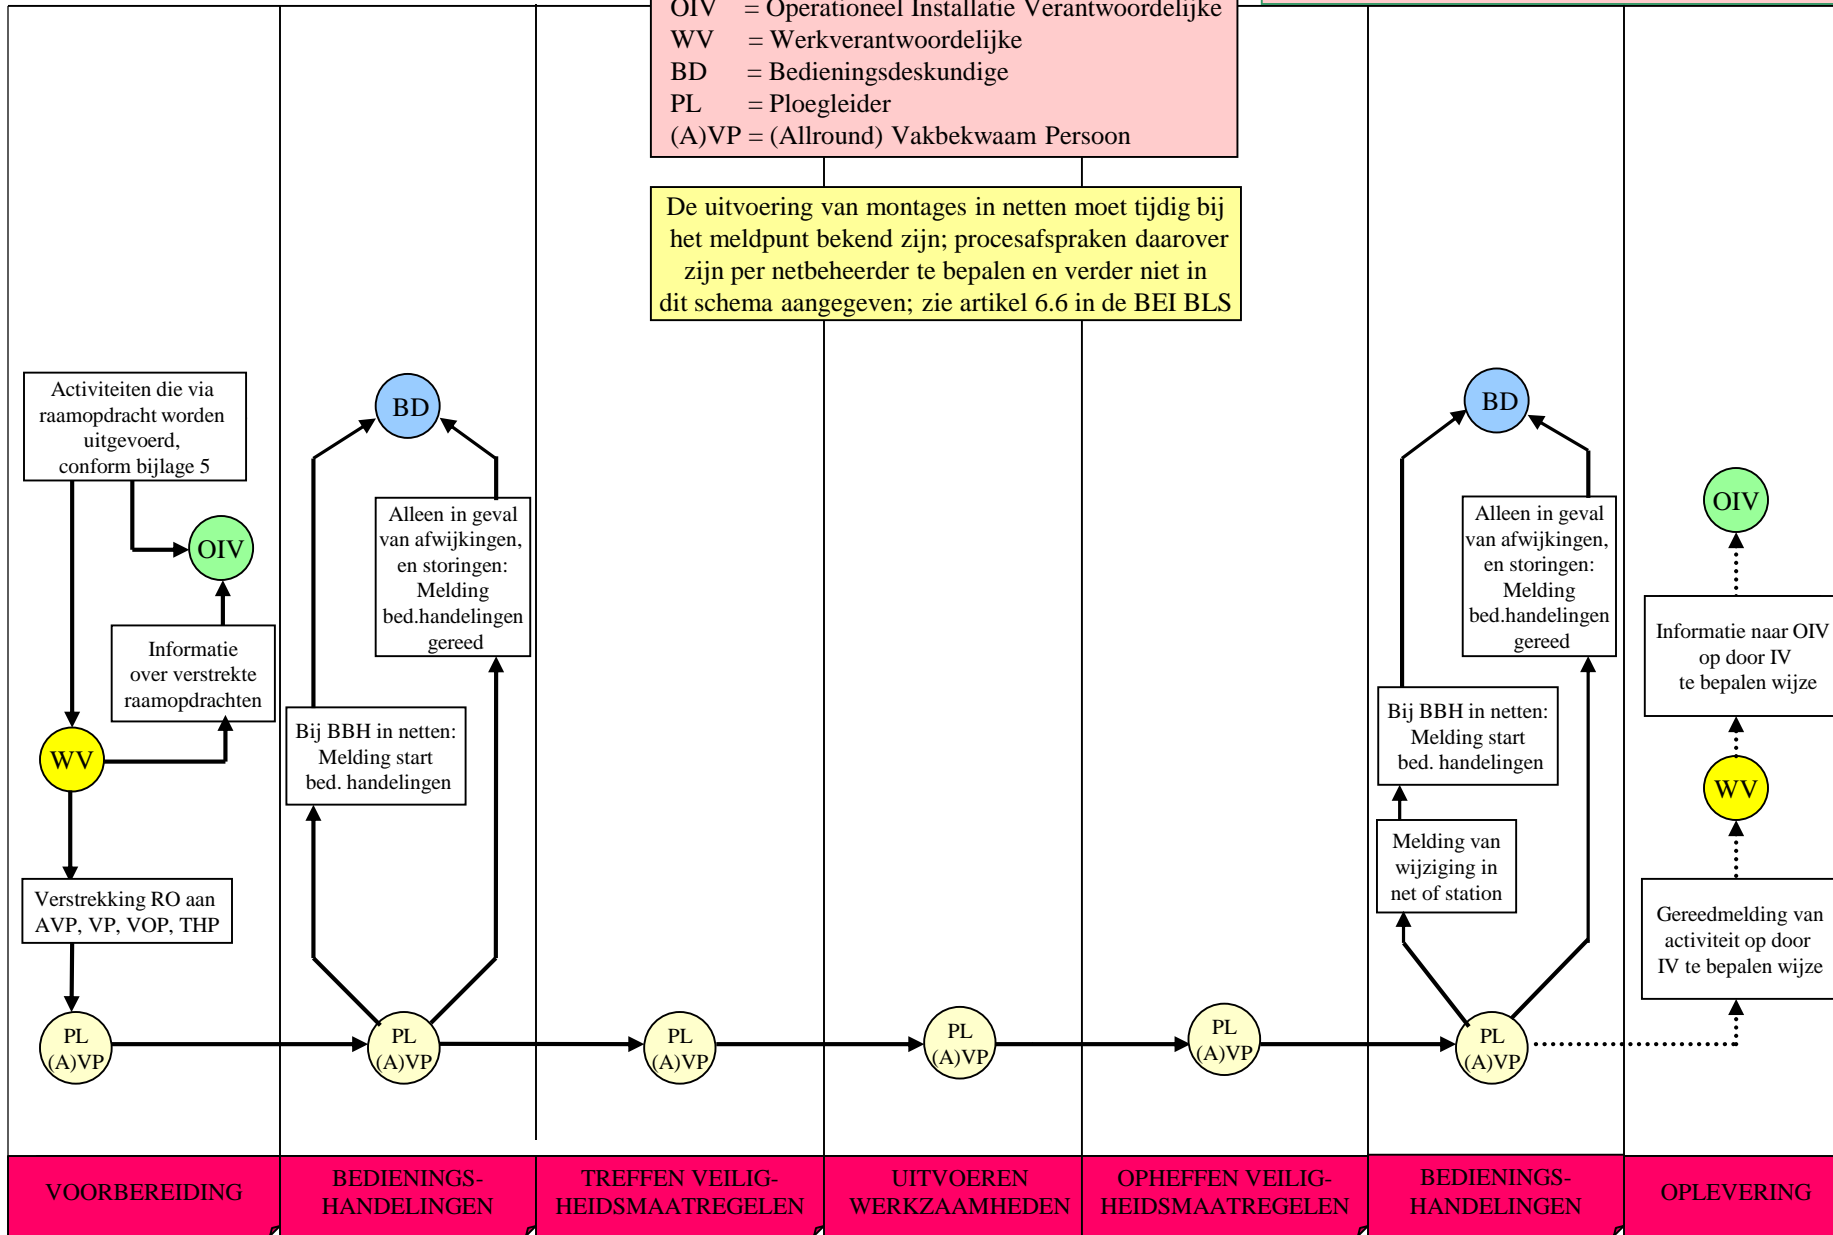 OIV = Operationeel Installatie Verantwoordelijke
WV = Werkverantwoordelijke
BD = Bedieningsdeskundige
PL = Ploegleider
(A)VP = (Allround) Vakbekwaam Persoon
De uitvoering van montages in netten moet tijdig bij
het meldpunt bekend zijn; procesafspraken daarover
zijn per netbeheerder te bepalen en verder niet in
dit schema aangegeven; zie artikel 6.6 in de BEI BLS
Activiteiten die via
raamopdracht worden
uitgevoerd,
conform bijlage 5
OIV
Informatie
over verstrekte
raamopdrachten
WV
Verstrekking RO aan
AVP, VP, VOP, THP
PL
(A)VP
BD
Alleen in geval
van afwijkingen,
en storingen:
Melding
bed.handelingen
gereed
Bij BBH in netten:
Melding start
bed. handelingen
PL
(A)VP
PL
(A)VP
PL
(A)VP
PL
(A)VP
BD
Alleen in geval
van afwijkingen,
en storingen:
Melding
bed.handelingen
gereed
Bij BBH in netten:
Melding start
bed. handelingen
Melding van
wijziging in
net of station
PL
(A)VP
OIV
Informatie naar OIV
op door IV
te bepalen wijze
WV
Gereedmelding van
activiteit op door
IV te bepalen wijze
VOORBEREIDING
BEDIENINGS-
HANDELINGEN
TREFFEN VEILIG-
HEIDSMAATREGELEN
UITVOEREN
WERKZAAMHEDEN
OPHEFFEN VEILIG-
HEIDSMAATREGELEN
BEDIENINGS-
HANDELINGEN
OPLEVERING